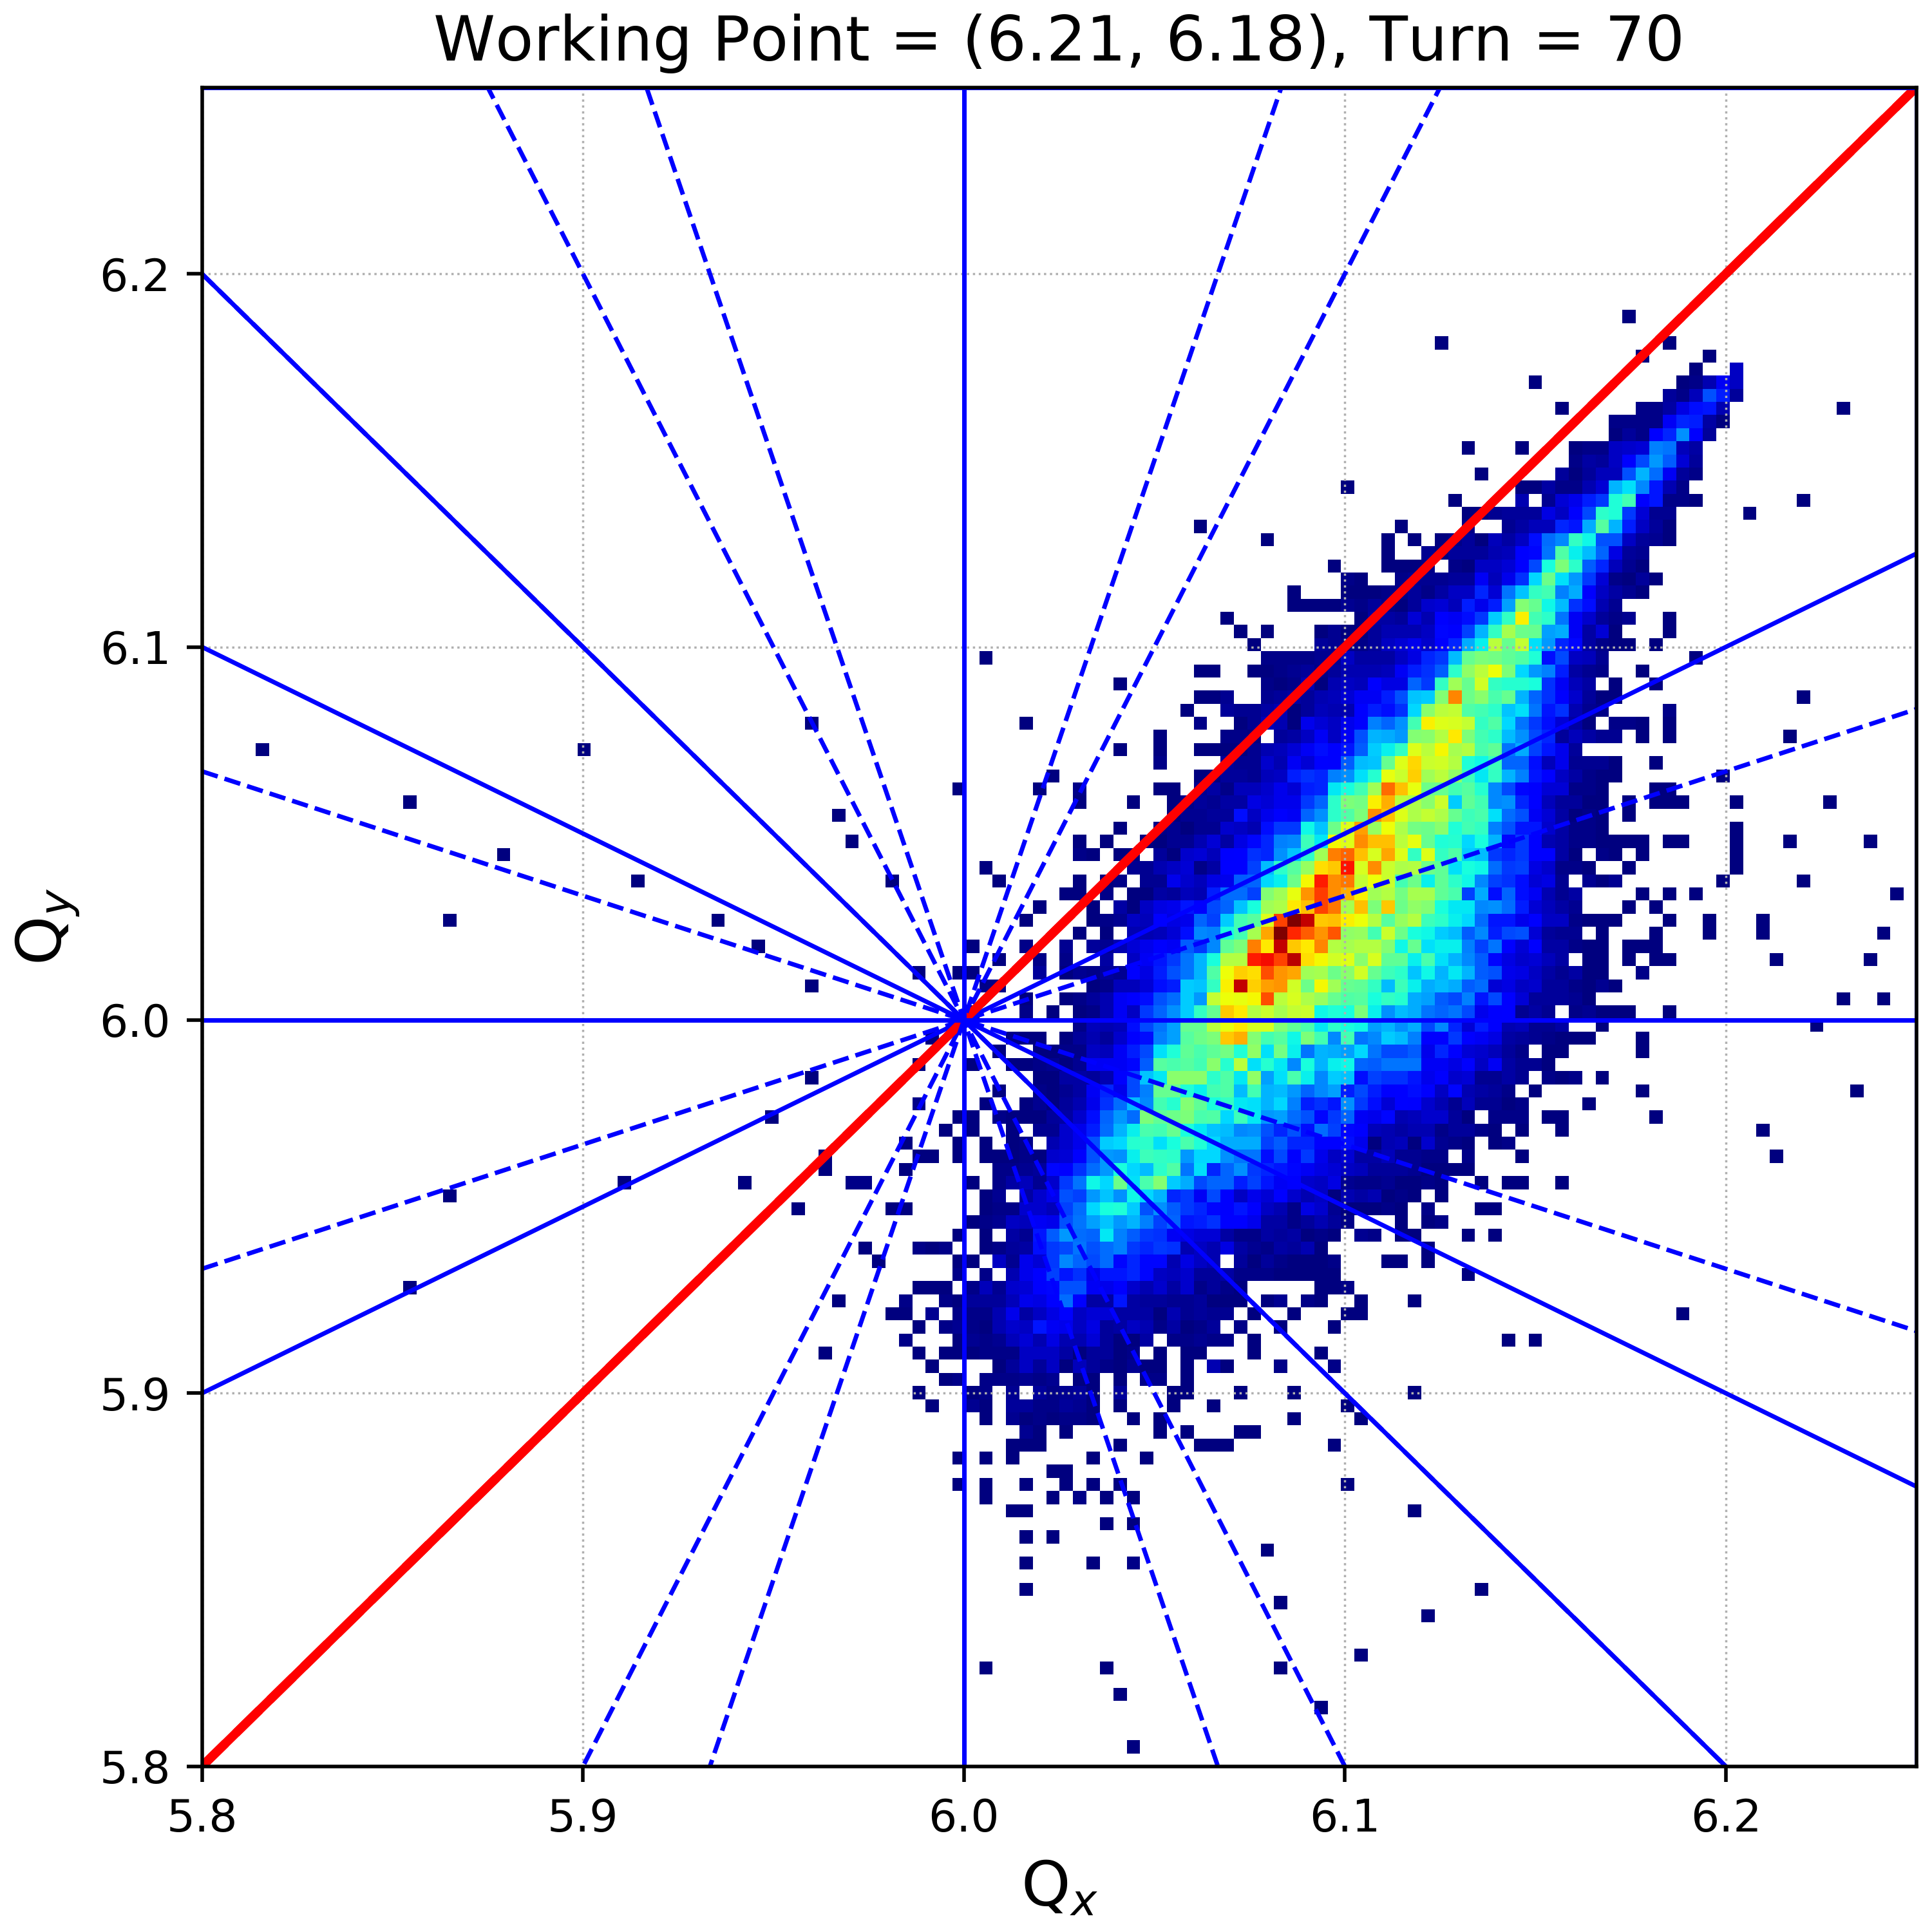 Working Point = (6.21, 6.18), Turn = 70
6.2
6.1
6.0
5.9
5.8
Qy
5.8 5.9 6.0 6.1 6.2
Qx